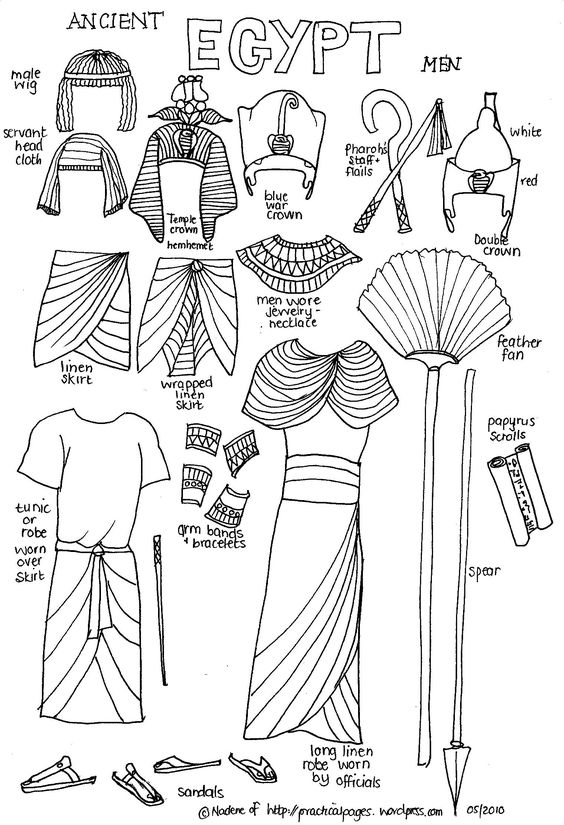 ANCIENT EGYPT MEN
male
wig
servant
head
cloth
Temple
crown
hemhemet
blue
war
crown
Pharoh's
staff +
flails
white
red
Double
crown
linen
skirt
wrapped
linen
skirt
men wore
jewelry -
necklace
feather
fan
papyrus
scrolls
tunic
or
robe
worn
over
skirt
arm bands
+ bracelets
spear
long linen
robe worn
by officials
sandals
© Nadene of http://practicalpages.wordpress.com 05/2010